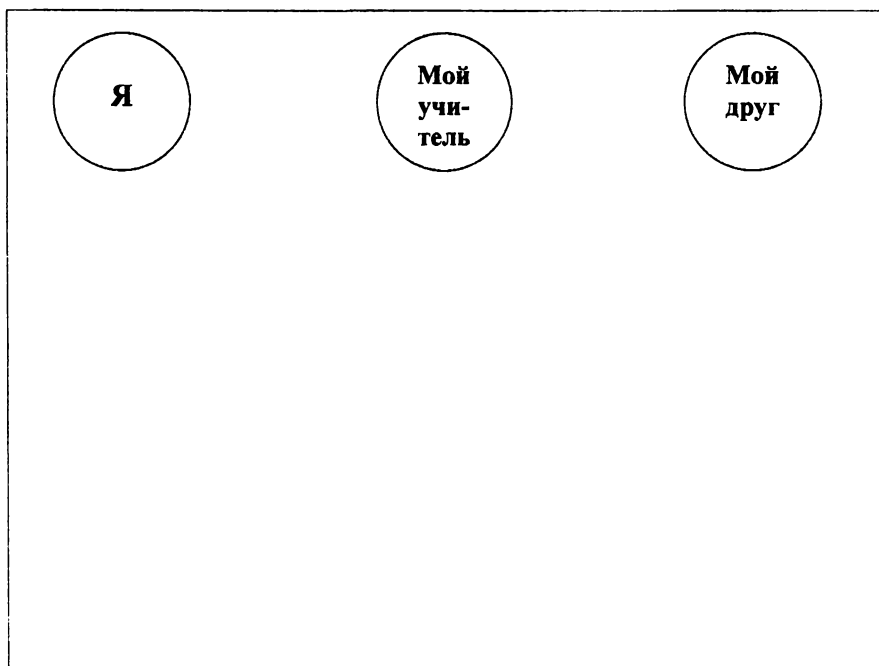 Я
Мой
учи-
тель
Мой
друг